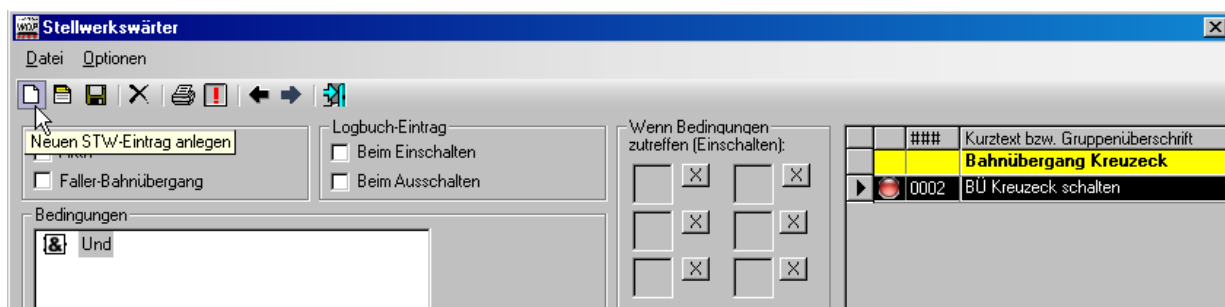 Stellwerkswärter
Datei Optionen
Neuen STW-Eintrag anlegen
Faller-Bahnübergang
Logbuch-Eintrag
Beim Einschalten
Beim Ausschalten
Bedingungen
& Und
Wenn Bedingungen
zutreffen (Einschalten):
X X
X X
X X
### Kurztext bzw. Gruppenüberschrift
Bahnübergang Kreuzeck
0002 BÜ Kreuzeck schalten